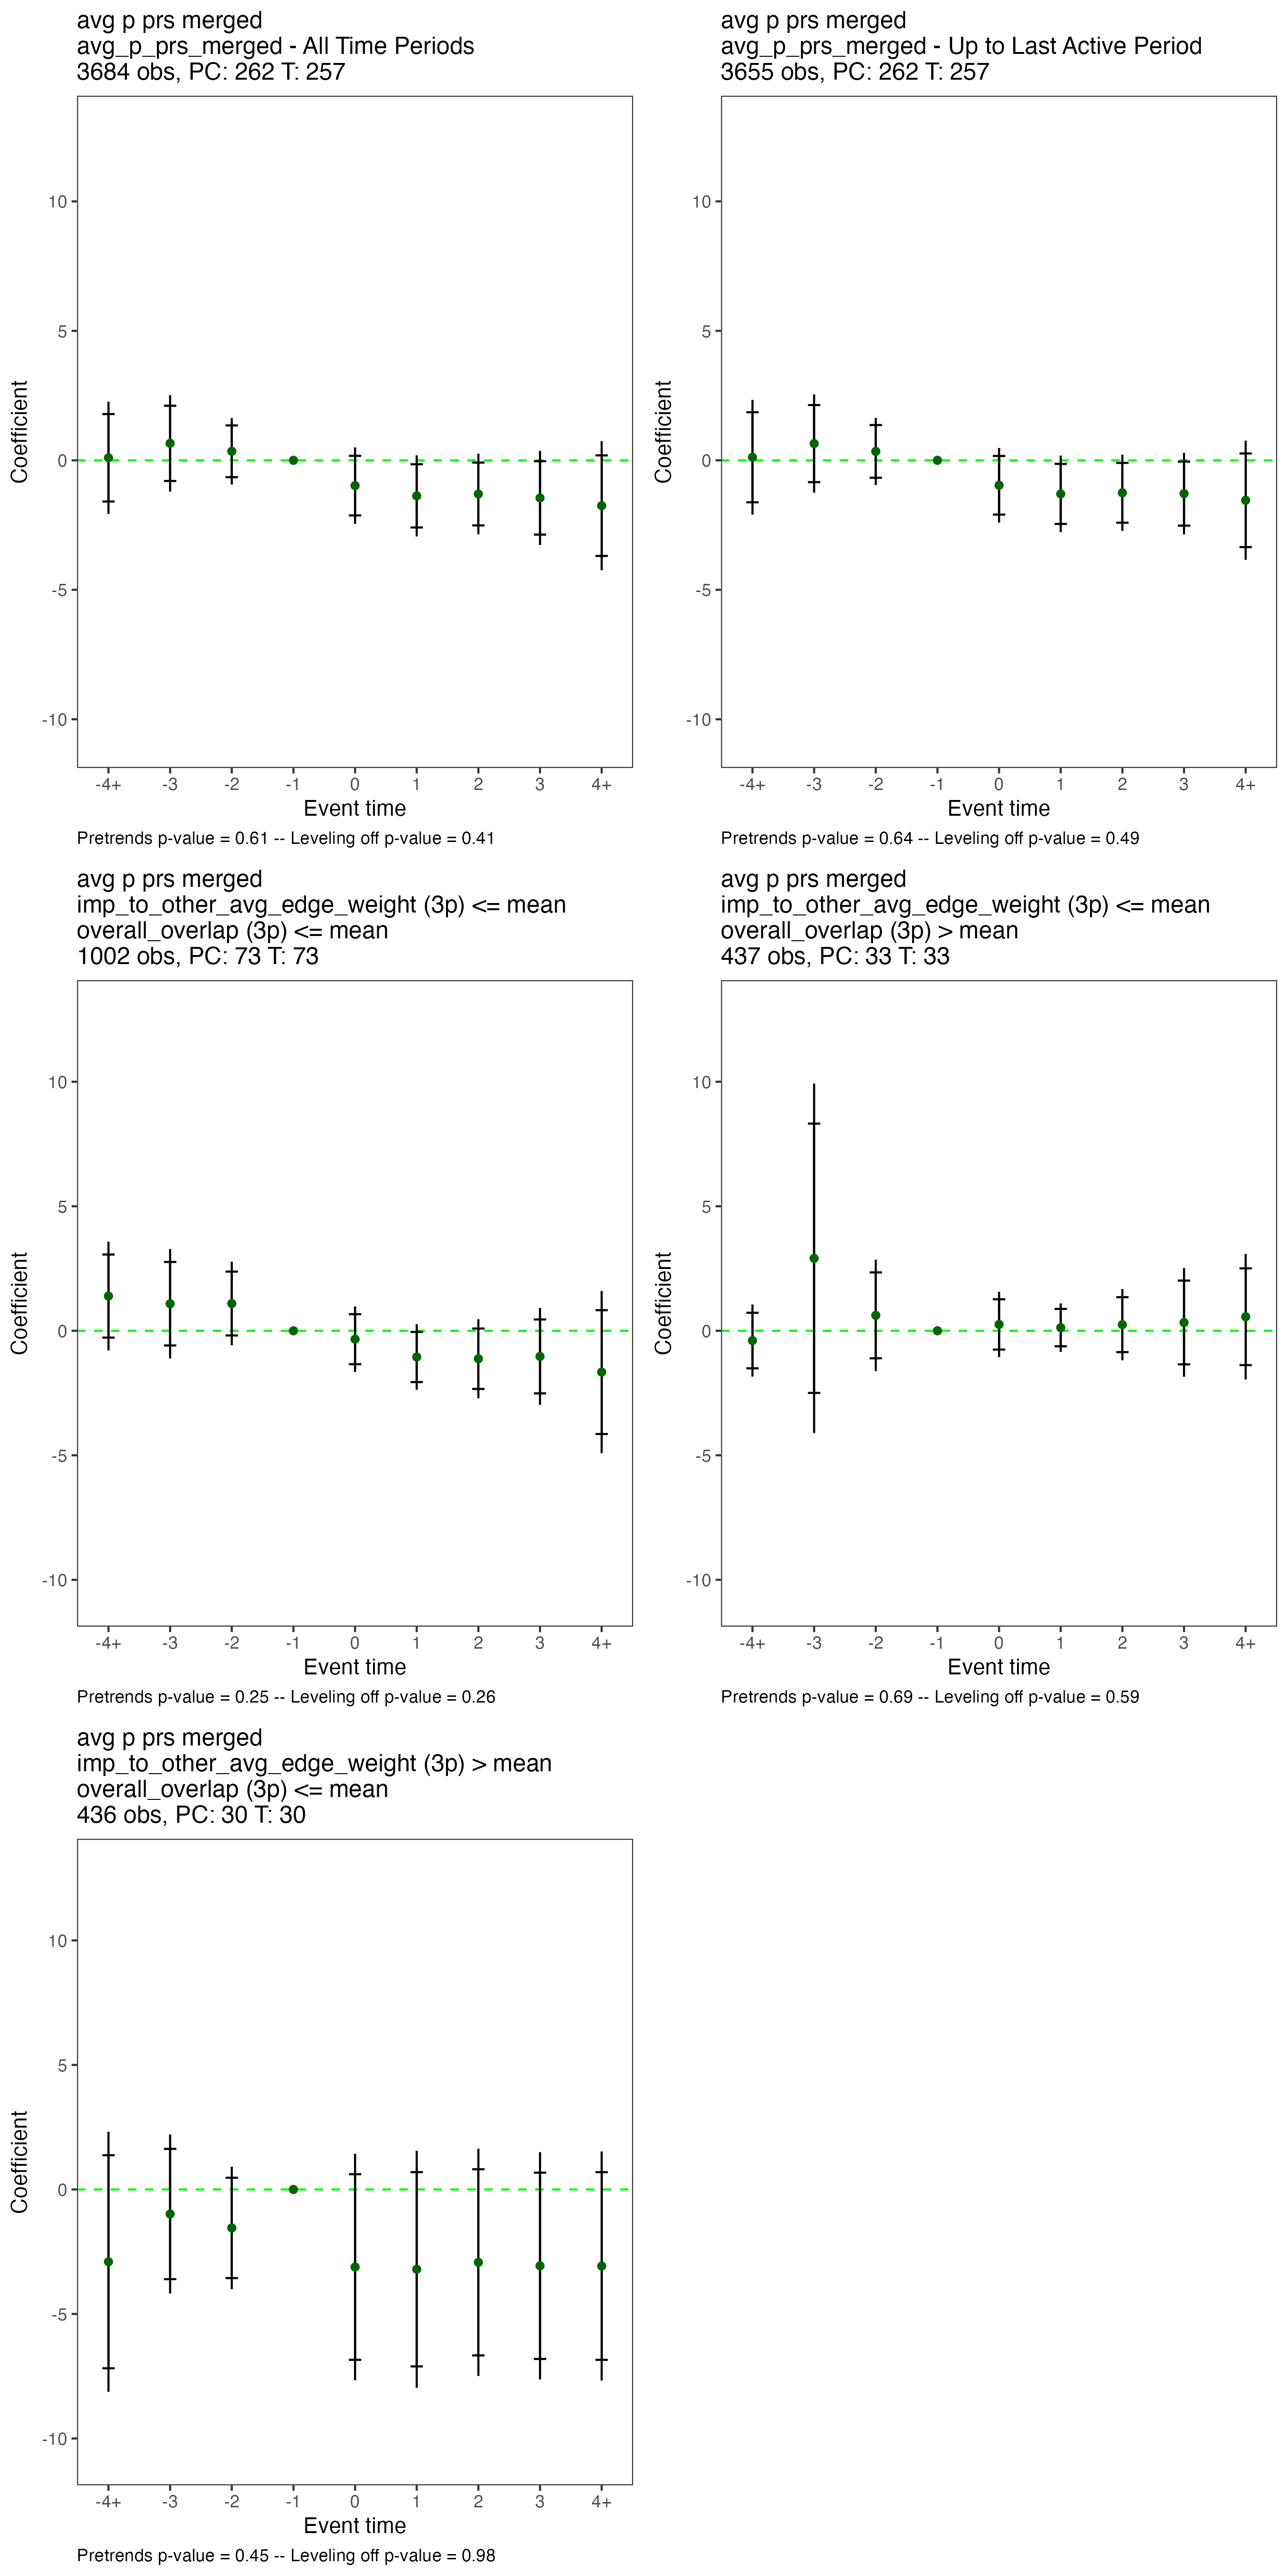 avg p prs merged
avg_p_prs_merged - All Time Periods
3684 obs, PC: 262 T: 257
10
5
0
-5
-10
Coefficient
-4+ -3 -2 -1 0 1 2 3 4+
Event time
Pretrends p-value = 0.61 -- Leveling off p-value = 0.41
avg p prs merged
avg_p_prs_merged - Up to Last Active Period
3655 obs, PC: 262 T: 257
10
5
0
-5
-10
Coefficient
-4+ -3 -2 -1 0 1 2 3 4+
Event time
Pretrends p-value = 0.64 -- Leveling off p-value = 0.49
avg p prs merged
imp_to_other_avg_edge_weight (3p) <= mean
overall_overlap (3p) <= mean
1002 obs, PC: 73 T: 73
10
5
0
-5
-10
Coefficient
-4+ -3 -2 -1 0 1 2 3 4+
Event time
Pretrends p-value = 0.25 -- Leveling off p-value = 0.26
avg p prs merged
imp_to_other_avg_edge_weight (3p) <= mean
overall_overlap (3p) > mean
437 obs, PC: 33 T: 33
10
5
0
-5
-10
Coefficient
-4+ -3 -2 -1 0 1 2 3 4+
Event time
Pretrends p-value = 0.69 -- Leveling off p-value = 0.59
avg p prs merged
imp_to_other_avg_edge_weight (3p) > mean
overall_overlap (3p) <= mean
436 obs, PC: 30 T: 30
10
5
0
-5
-10
Coefficient
-4+ -3 -2 -1 0 1 2 3 4+
Event time
Pretrends p-value = 0.45 -- Leveling off p-value = 0.98